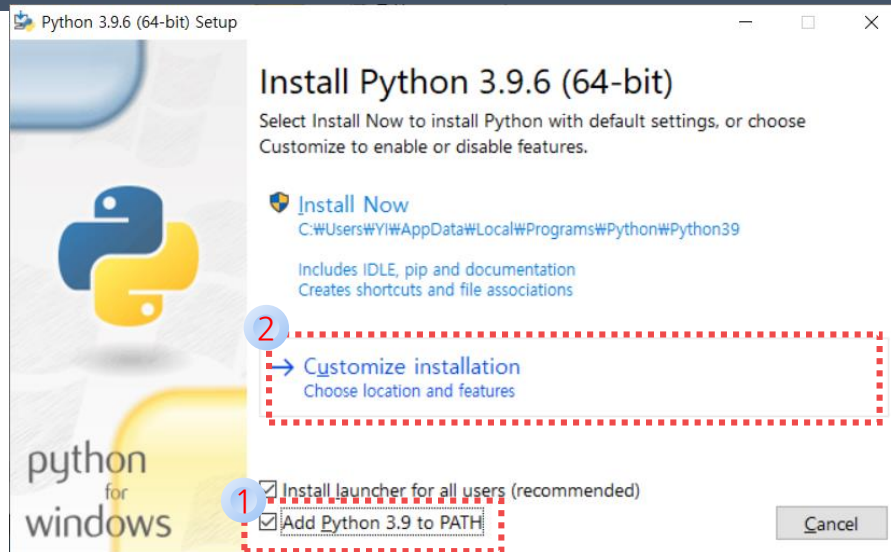 Python 3.9.6 (64-bit) Setup
Install Python 3.9.6 (64-bit)
Select Install Now to install Python with default settings, or choose
Customize to enable or disable features.
Install Now
C:₩Users₩YI₩AppData₩Local₩Programs₩Python₩Python39
Includes IDLE, pip and documentation
Creates shortcuts and file associations
2
Customize installation
Choose location and features
python
for
windows
Install launcher for all users (recommended)
1
Add Python 3.9 to PATH
Cancel